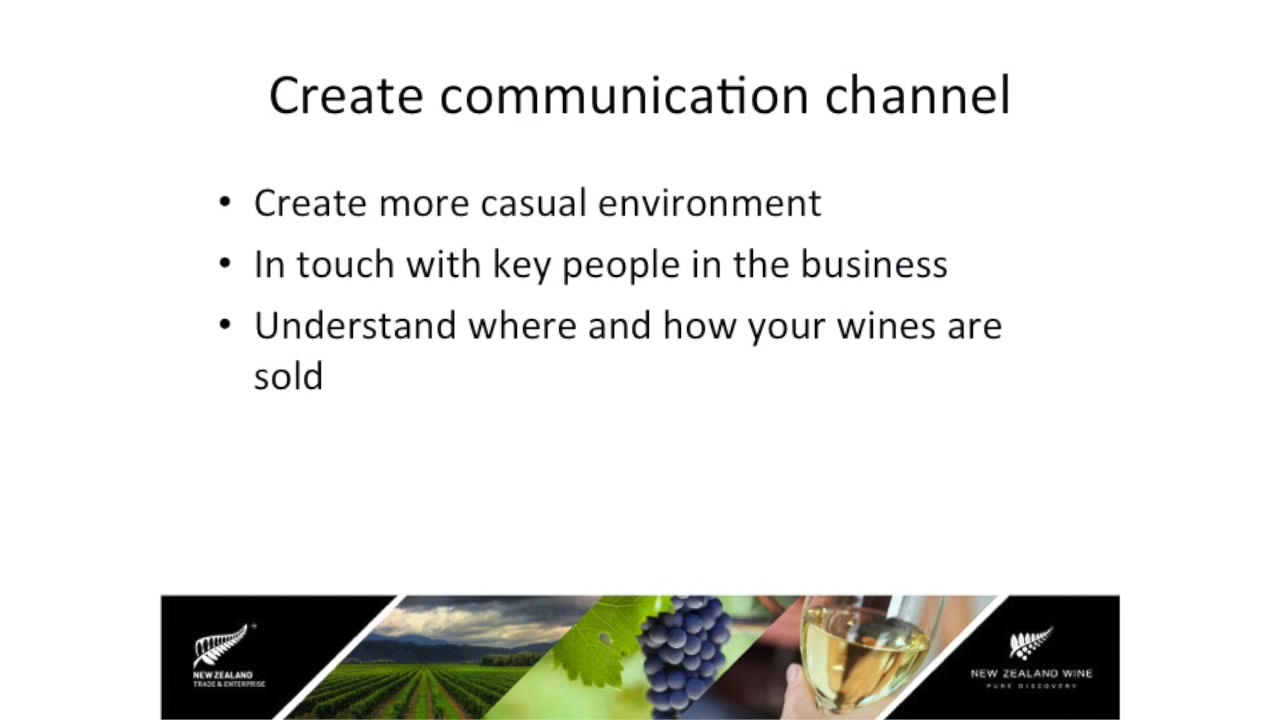 Create communication channel
• Create more casual environment
• In touch with key people in the business
• Understand where and how your wines are
sold
NEW ZEALAND
TRADE & ENTERPRISE
NEW ZEALAND WINE
PURE DISCOVERY